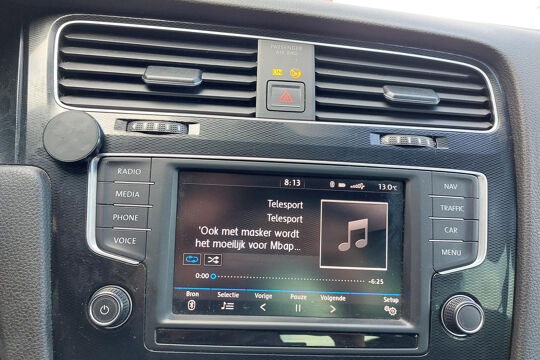 PASSENGER
AIR BAG
ON
RADIO
MEDIA
PHONE
VOICE
8:13
13.0°C
Telesport
Telesport
'Ook met masker wordt
het moeilijk voor Mbap...
0:00
-6:25
Bron
Selectie
Vorige
Pauze
Volgende
Setup
NAV
TRAFFIC
CAR
MENU